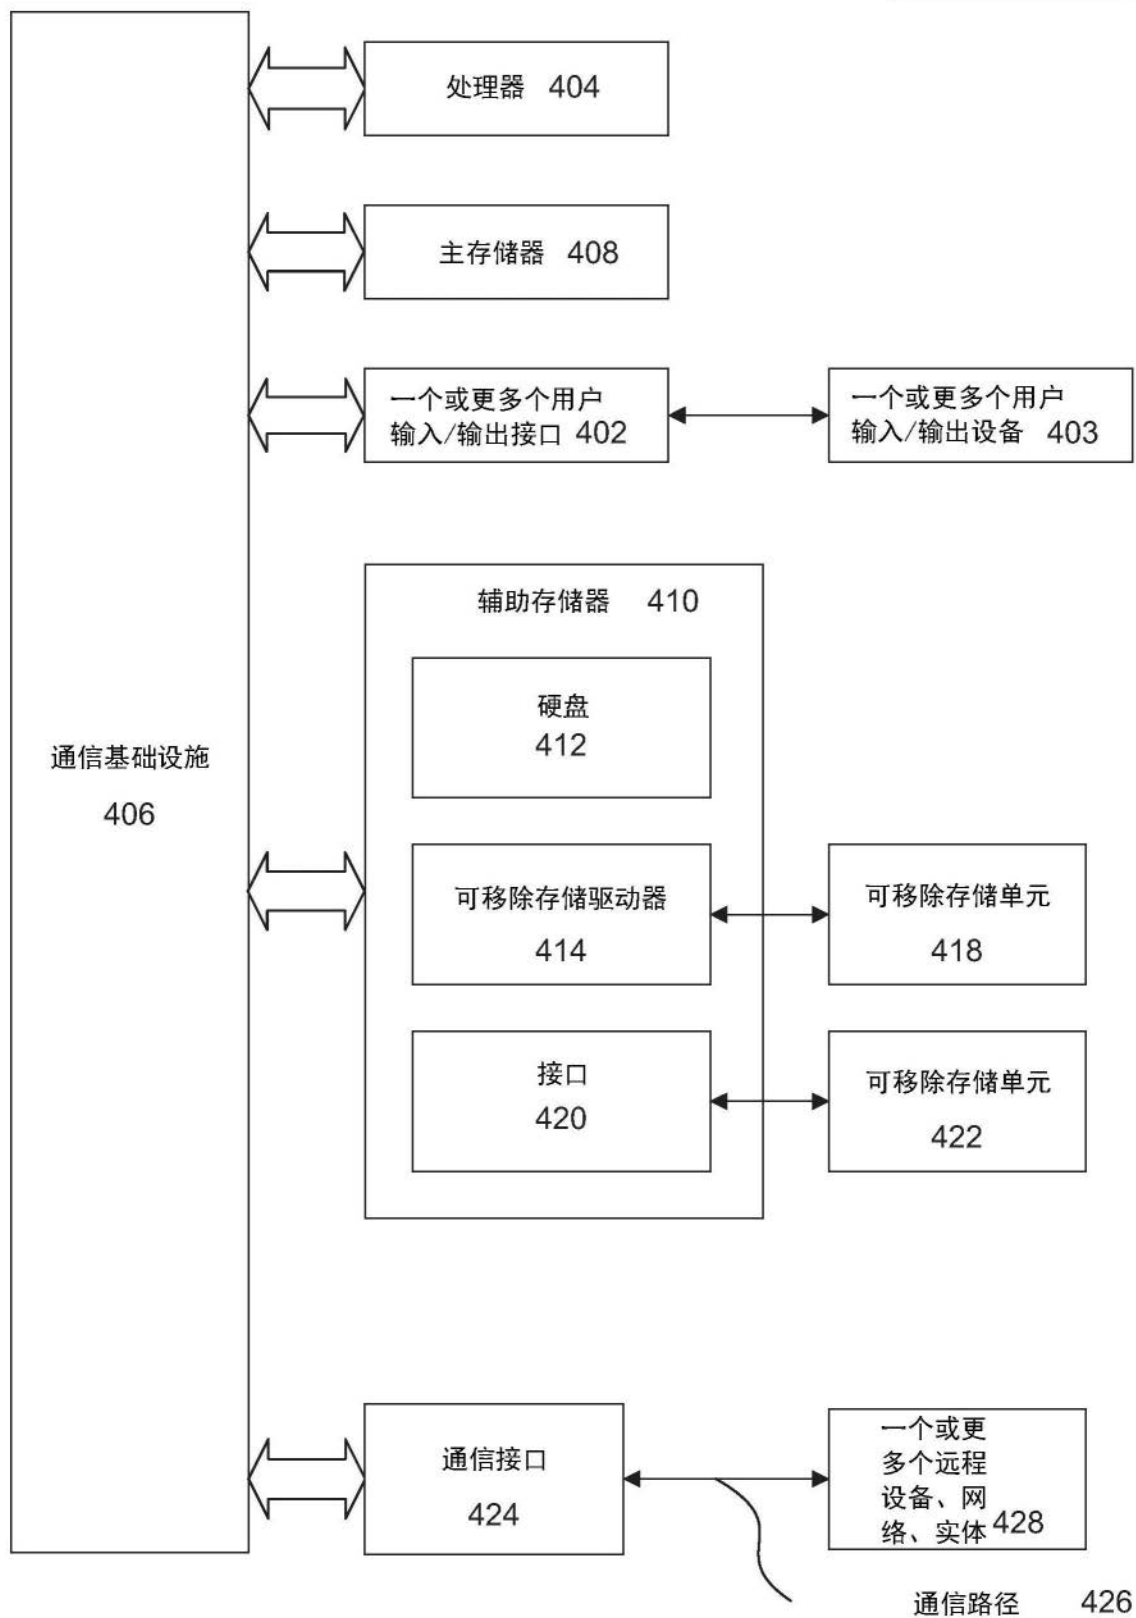 处理器 404
主存储器 408
一个或更多个用户
输入/输出接口 402
一个或更多个用户
输入/输出设备 403
辅助存储器 410
硬盘
412
通信基础设施
406
可移除存储驱动器
414
可移除存储单元
418
接口
420
可移除存储单元
422
通信接口
424
一个或更
多个远程
设备、网
络、实体 428
通信路径 426